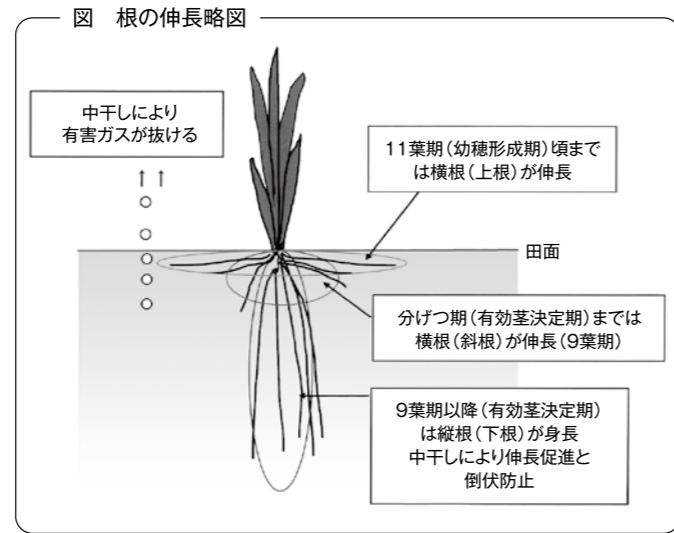 図　根の伸長略図
中干しにより
有害ガスが抜ける
11葉期(幼穂形成期)頃まで
は横根(上根)が伸長
田面
分げつ期(有効茎決定期)までは
横根(斜根)が伸長(9葉期)
9葉期以降(有効茎決定期)
は縦根(下根)が身長
中干しにより伸長促進と
倒伏防止